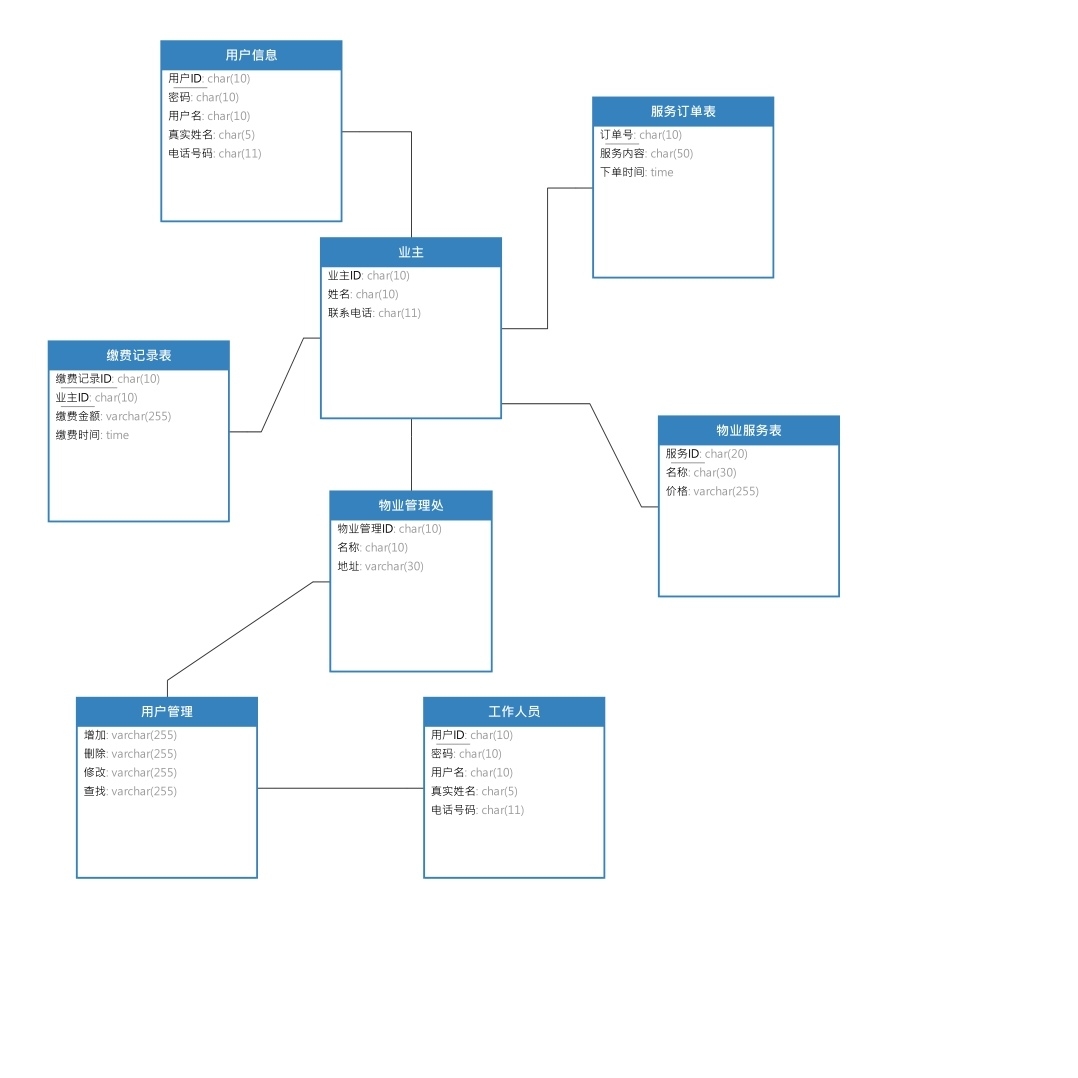 用户信息
用户ID: char(10)
密码: char(10)
用户名: char(10)
真实姓名: char(5)
电话号码: char(11)
服务订单表
订单号: char(10)
服务内容: char(50)
下单时间: time
业主
业主ID: char(10)
姓名: char(10)
联系电话: char(11)
缴费记录表
缴费记录ID: char(10)
业主ID: char(10)
缴费金额: varchar(255)
缴费时间: time
物业服务表
服务ID: char(20)
名称: char(30)
价格: varchar(255)
物业管理处
物业管理ID: char(10)
名称: char(10)
地址: varchar(30)
用户管理
增加: varchar(255)
删除: varchar(255)
修改: varchar(255)
查找: varchar(255)
工作人员
用户ID: char(10)
密码: char(10)
用户名: char(10)
真实姓名: char(5)
电话号码: char(11)